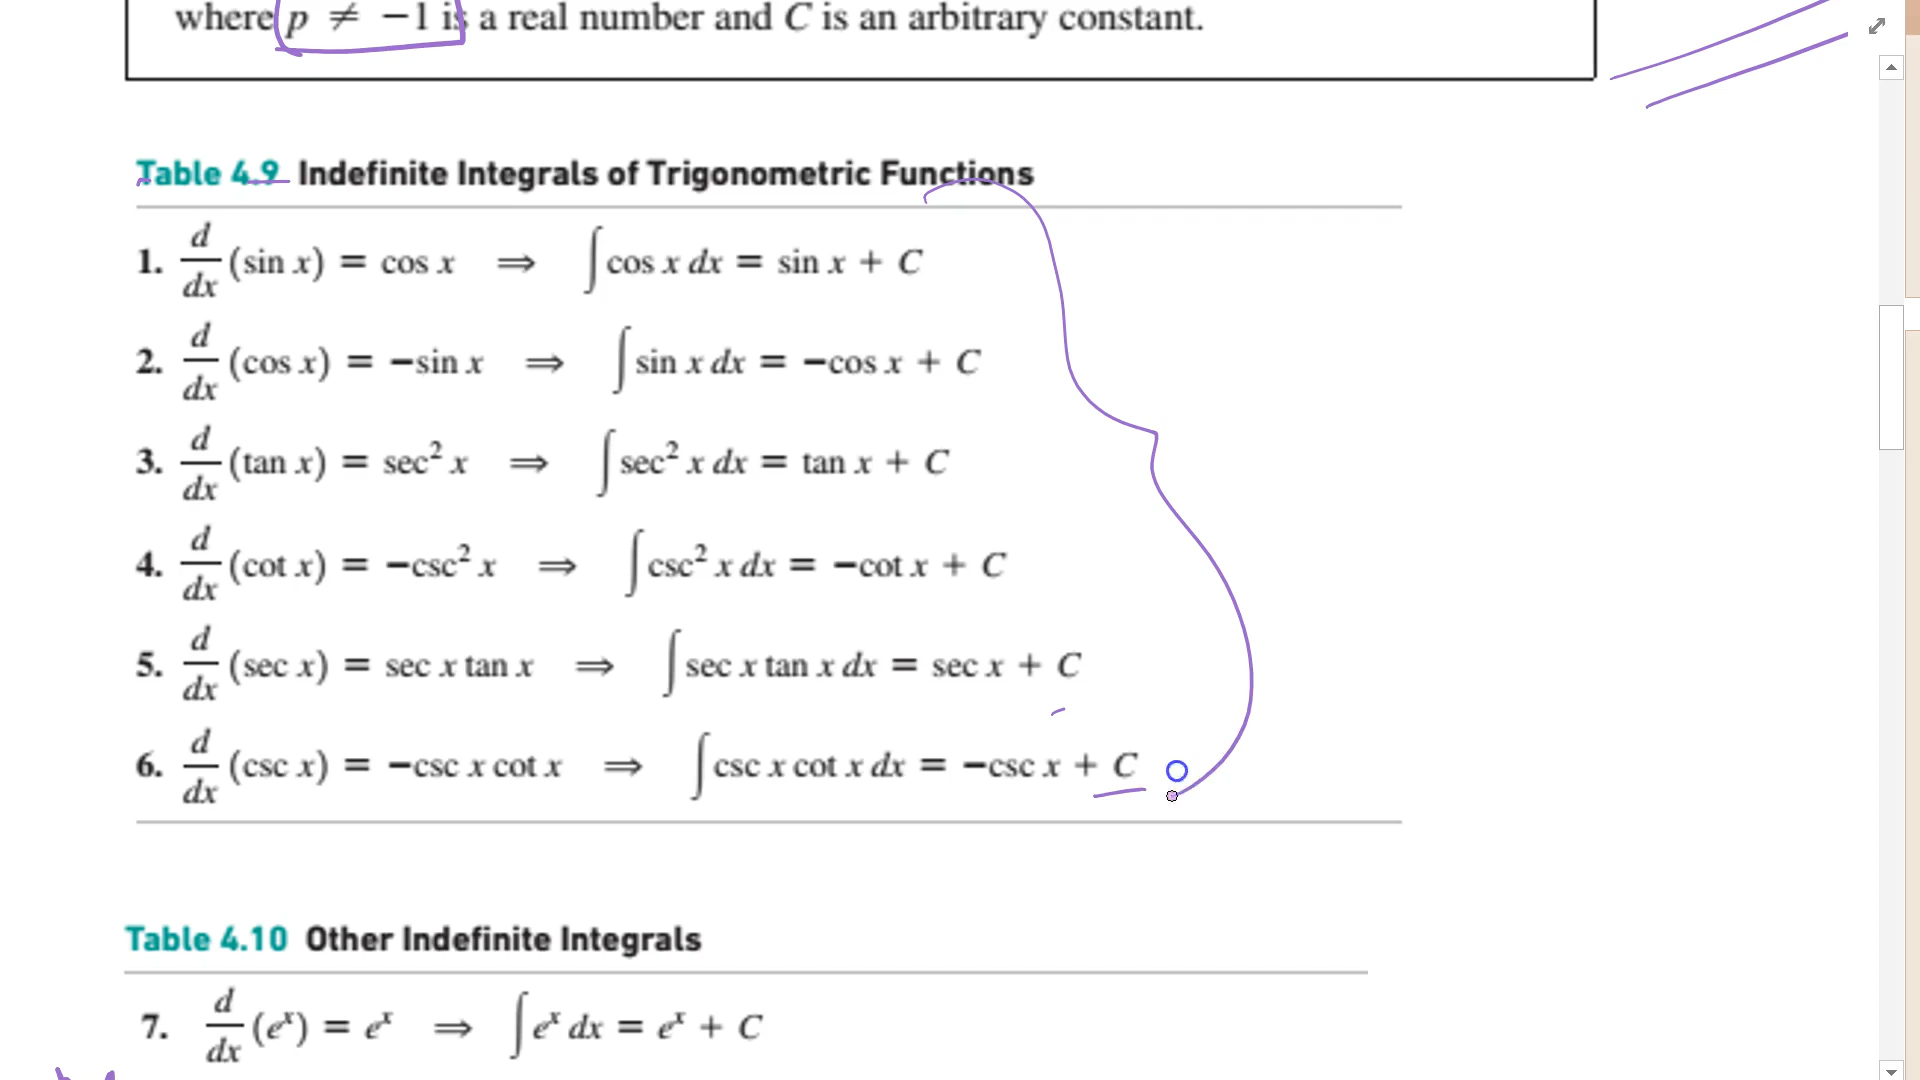 where p ≠ −1 is a real number and C is an arbitrary constant.
Table 4.9 Indefinite Integrals of Trigonometric Functions
1. d/dx (sin x) = cos x ⟹ ∫ cos x dx = sin x + C
2. d/dx (cos x) = −sin x ⟹ ∫ sin x dx = −cos x + C
3. d/dx (tan x) = sec² x ⟹ ∫ sec² x dx = tan x + C
4. d/dx (cot x) = −csc² x ⟹ ∫ csc² x dx = −cot x + C
5. d/dx (sec x) = sec x tan x ⟹ ∫ sec x tan x dx = sec x + C
6. d/dx (csc x) = −csc x cot x ⟹ ∫ csc x cot x dx = −csc x + C
Table 4.10 Other Indefinite Integrals
7. d/dx (eˣ) = eˣ ⟹ ∫ eˣ dx = eˣ + C